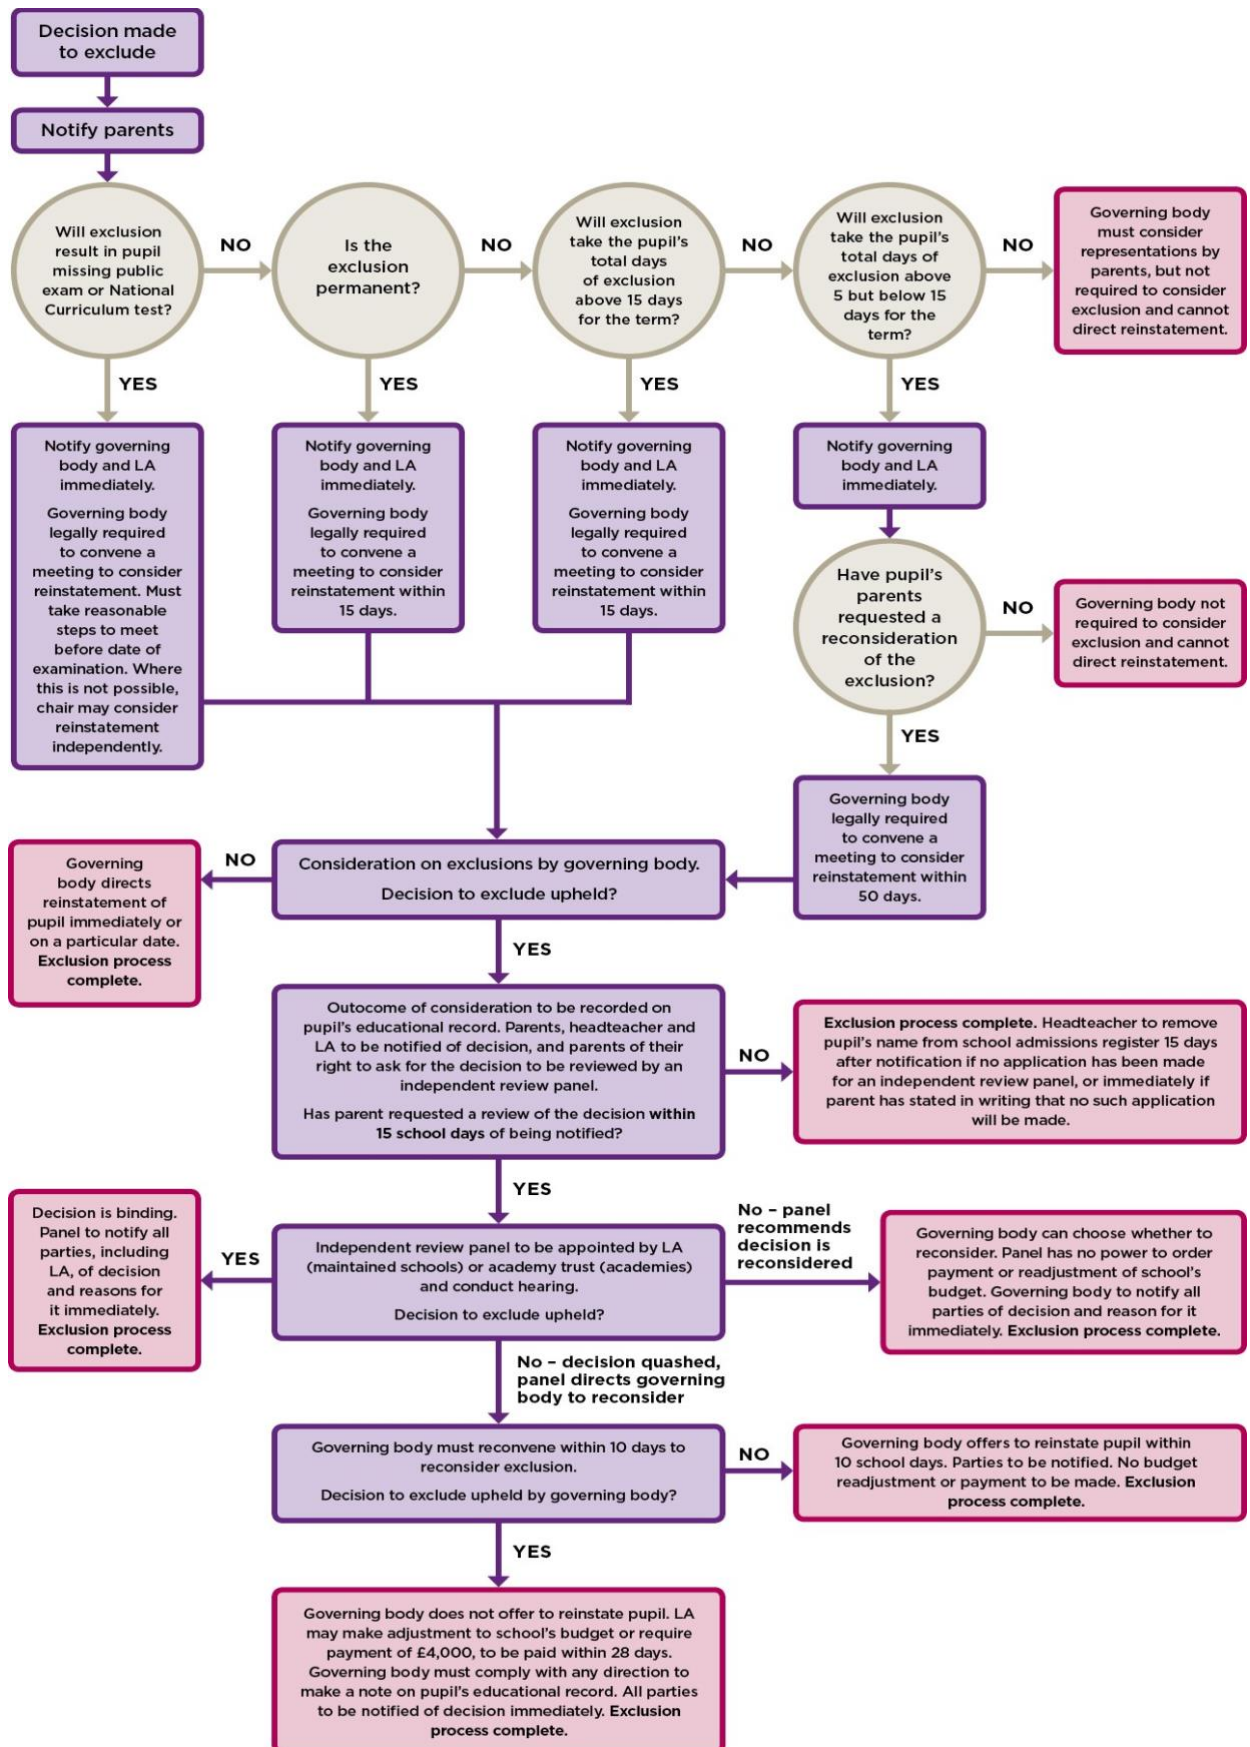 Decision made
to exclude
Notify parents
Will exclusion
result in pupil
missing public
exam or National
Curriculum test?
NO
Is the
exclusion
permanent?
NO
Will exclusion
take the pupil's
total days
of exclusion
above 15 days
for the term?
NO
Will exclusion
take the pupil's
total days of
exclusion above
5 but below 15
days for the
term?
NO
Governing body
must consider
representations by
parents, but not
required to consider
exclusion and cannot
direct reinstatement.
YES
YES
YES
YES
Notify governing
body and LA
immediately.
Governing body
legally required
to convene a
meeting to consider
reinstatement. Must
take reasonable
steps to meet
before date of
examination. Where
this is not possible,
chair may consider
reinstatement
independently.
Notify governing
body and LA
immediately.
Governing body
legally required
to convene a
meeting to consider
reinstatement within
15 days.
Notify governing
body and LA
immediately.
Governing body
legally required
to convene a
meeting to consider
reinstatement within
15 days.
Notify governing
body and LA
immediately.
Have pupil's
parents
requested a
reconsideration
of the
exclusion?
NO
Governing body not
required to consider
exclusion and cannot
direct reinstatement.
YES
Governing body
legally required
to convene a
meeting to consider
reinstatement within
50 days.
Consideration on exclusions by governing body.
Decision to exclude upheld?
NO
Governing
body directs
reinstatement of
pupil immediately or
on a particular date.
Exclusion process
complete.
YES
Outocome of consideration to be recorded on
pupil's educational record. Parents, headteacher and
LA to be notified of decision, and parents of their
right to ask for the decision to be reviewed by an
independent review panel.
Has parent requested a review of the decision within
15 school days of being notified?
NO
Exclusion process complete. Headteacher to remove
pupil's name from school admissions register 15 days
after notification if no application has been made
for an independent review panel, or immediately if
parent has stated in writing that no such application
will be made.
YES
Independent review panel to be appointed by LA
(maintained schools) or academy trust (academies)
and conduct hearing.
Decision to exclude upheld?
YES
Decision is binding.
Panel to notify all
parties, including
LA, of decision
and reasons for
it immediately.
Exclusion process
complete.
No – panel
recommends
decision is
reconsidered
Governing body can choose whether to
reconsider. Panel has no power to order
payment or readjustment of school's
budget. Governing body to notify all
parties of decision and reason for it
immediately. Exclusion process complete.
No – decision quashed,
panel directs governing
body to reconsider
Governing body must reconvene within 10 days to
reconsider exclusion.
Decision to exclude upheld by governing body?
NO
Governing body offers to reinstate pupil within
10 school days. Parties to be notified. No budget
readjustment or payment to be made. Exclusion
process complete.
YES
Governing body does not offer to reinstate pupil. LA
may make adjustment to school's budget or require
payment of £4,000, to be paid within 28 days.
Governing body must comply with any direction to
make a note on pupil's educational record. All parties
to be notified of decision immediately. Exclusion
process complete.